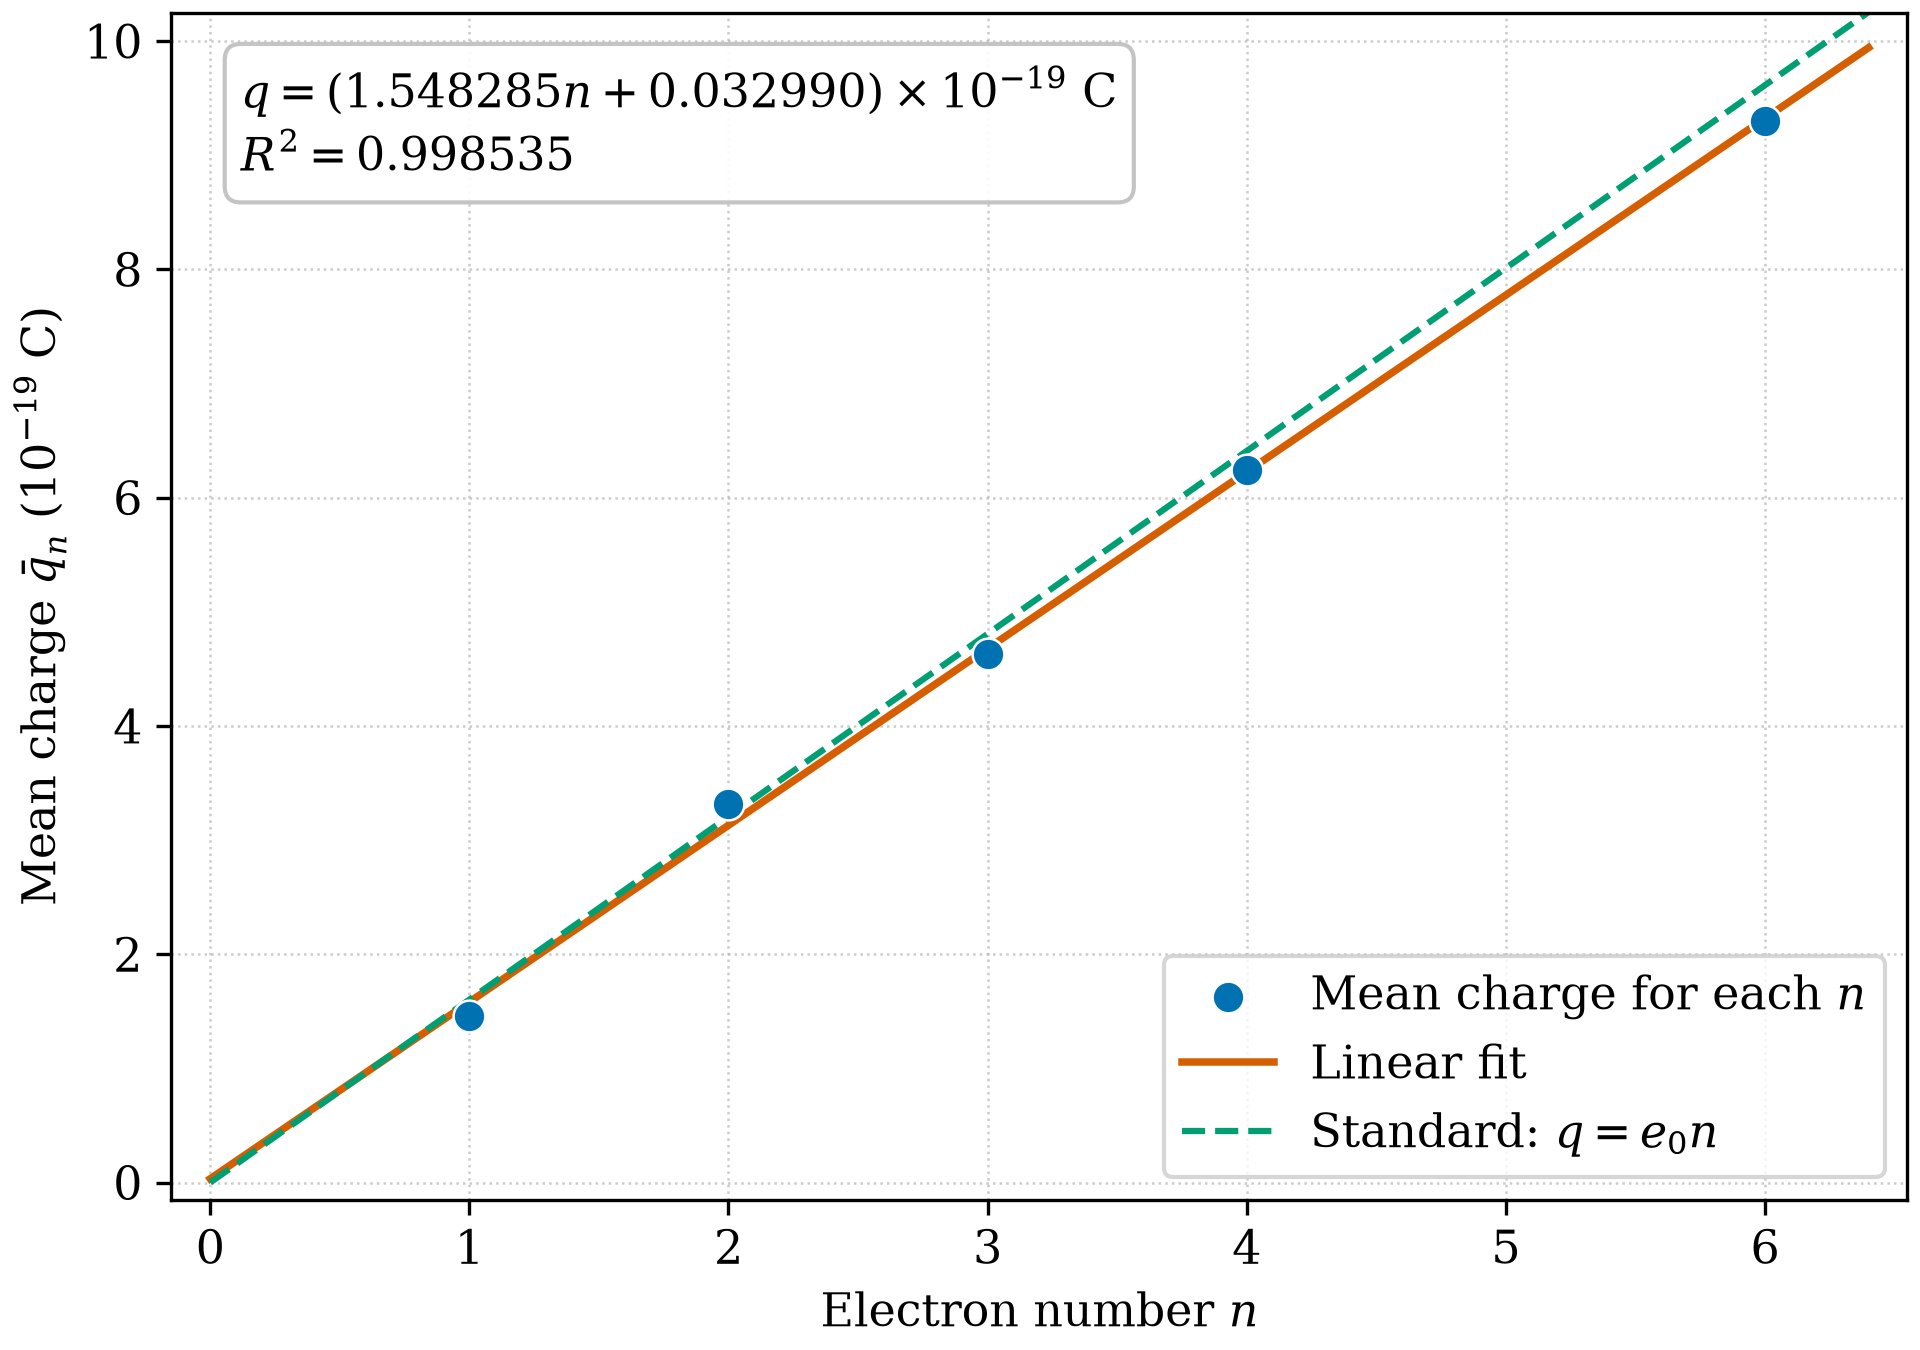 q = (1.548285n + 0.032990) × 10⁻¹⁹ C
R² = 0.998535
10
8
6
4
2
0
Mean charge q̄ₙ (10⁻¹⁹ C)
Mean charge for each n
Linear fit
Standard: q = e₀n
0 1 2 3 4 5 6
Electron number n